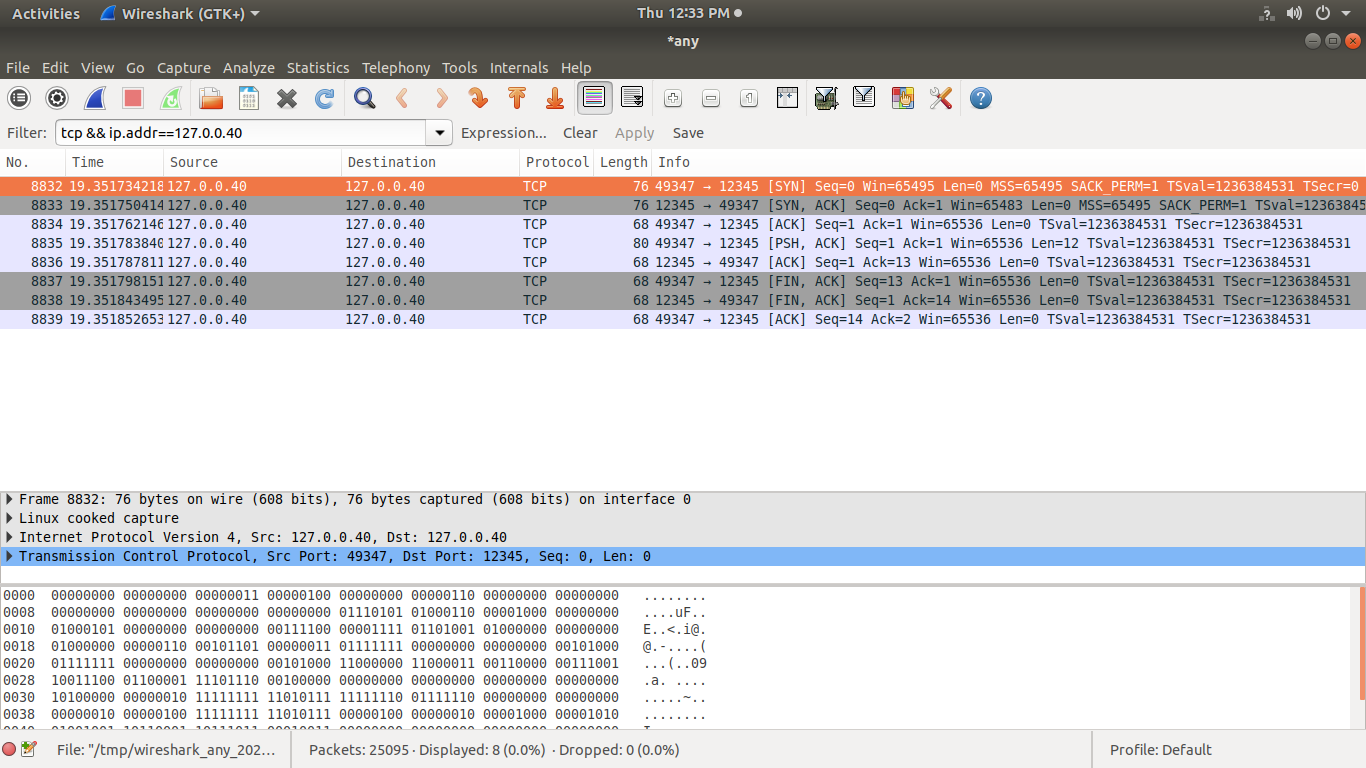 Activities Wireshark (GTK+) Thu 12:33 PM
*any
File Edit View Go Capture Analyze Statistics Telephony Tools Internals Help
Filter: tcp && ip.addr==127.0.0.40 Expression... Clear Apply Save
No. Time Source Destination Protocol Length Info
8832 19.351734218 127.0.0.40 127.0.0.40 TCP 76 49347 → 12345 [SYN] Seq=0 Win=65495 Len=0 MSS=65495 SACK_PERM=1 TSval=1236384531 TSecr=0
8833 19.351750414 127.0.0.40 127.0.0.40 TCP 76 12345 → 49347 [SYN, ACK] Seq=0 Ack=1 Win=65483 Len=0 MSS=65495 SACK_PERM=1 TSval=12363845
8834 19.351762146 127.0.0.40 127.0.0.40 TCP 68 49347 → 12345 [ACK] Seq=1 Ack=1 Win=65536 Len=0 TSval=1236384531 TSecr=1236384531
8835 19.351783840 127.0.0.40 127.0.0.40 TCP 80 49347 → 12345 [PSH, ACK] Seq=1 Ack=1 Win=65536 Len=12 TSval=1236384531 TSecr=1236384531
8836 19.351787811 127.0.0.40 127.0.0.40 TCP 68 12345 → 49347 [ACK] Seq=1 Ack=13 Win=65536 Len=0 TSval=1236384531 TSecr=1236384531
8837 19.351798151 127.0.0.40 127.0.0.40 TCP 68 49347 → 12345 [FIN, ACK] Seq=13 Ack=1 Win=65536 Len=0 TSval=1236384531 TSecr=1236384531
8838 19.351843495 127.0.0.40 127.0.0.40 TCP 68 12345 → 49347 [FIN, ACK] Seq=1 Ack=14 Win=65536 Len=0 TSval=1236384531 TSecr=1236384531
8839 19.351852653 127.0.0.40 127.0.0.40 TCP 68 49347 → 12345 [ACK] Seq=14 Ack=2 Win=65536 Len=0 TSval=1236384531 TSecr=1236384531
Frame 8832: 76 bytes on wire (608 bits), 76 bytes captured (608 bits) on interface 0
Linux cooked capture
Internet Protocol Version 4, Src: 127.0.0.40, Dst: 127.0.0.40
Transmission Control Protocol, Src Port: 49347, Dst Port: 12345, Seq: 0, Len: 0
0000 00000000 00000000 00000011 00000100 00000000 00000110 00000000 00000000 ........
0008 00000000 00000000 00000000 00000000 01110101 01000110 00001000 00000000 ....uF..
0010 01000101 00000000 00000000 00111100 00001111 01101001 01000000 00000000 E..<.i@.
0018 01000000 00000110 00101101 00000011 01111111 00000000 00000000 00101000 @.-....(
0020 01111111 00000000 00000000 00101000 11000000 11000011 00110000 00111001 ...(..09
0028 10011100 01100001 11101110 00100000 00000000 00000000 00000000 00000000 .a. ....
0030 10100000 00000010 11111111 11010111 11111110 01111110 00000000 00000000 .....~..
0038 00000010 00000100 11111111 11010111 00000100 00000010 00001000 00001010 ........
File: "/tmp/wireshark_any_202... Packets: 25095 · Displayed: 8 (0.0%) · Dropped: 0 (0.0%) Profile: Default